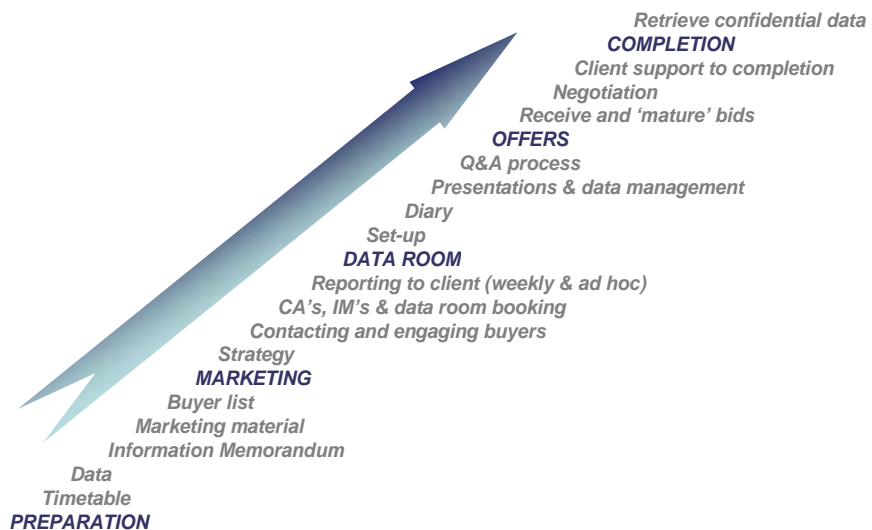 Retrieve confidential data
COMPLETION
Client support to completion
Negotiation
Receive and ‘mature’ bids
OFFERS
Q&A process
Presentations & data management
Diary
Set-up
DATA ROOM
Reporting to client (weekly & ad hoc)
CA's, IM's & data room booking
Contacting and engaging buyers
Strategy
MARKETING
Buyer list
Marketing material
Information Memorandum
Data
Timetable
PREPARATION